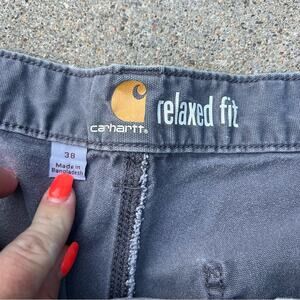 carhartt
relaxed fit
38
Made in
Bangladesh